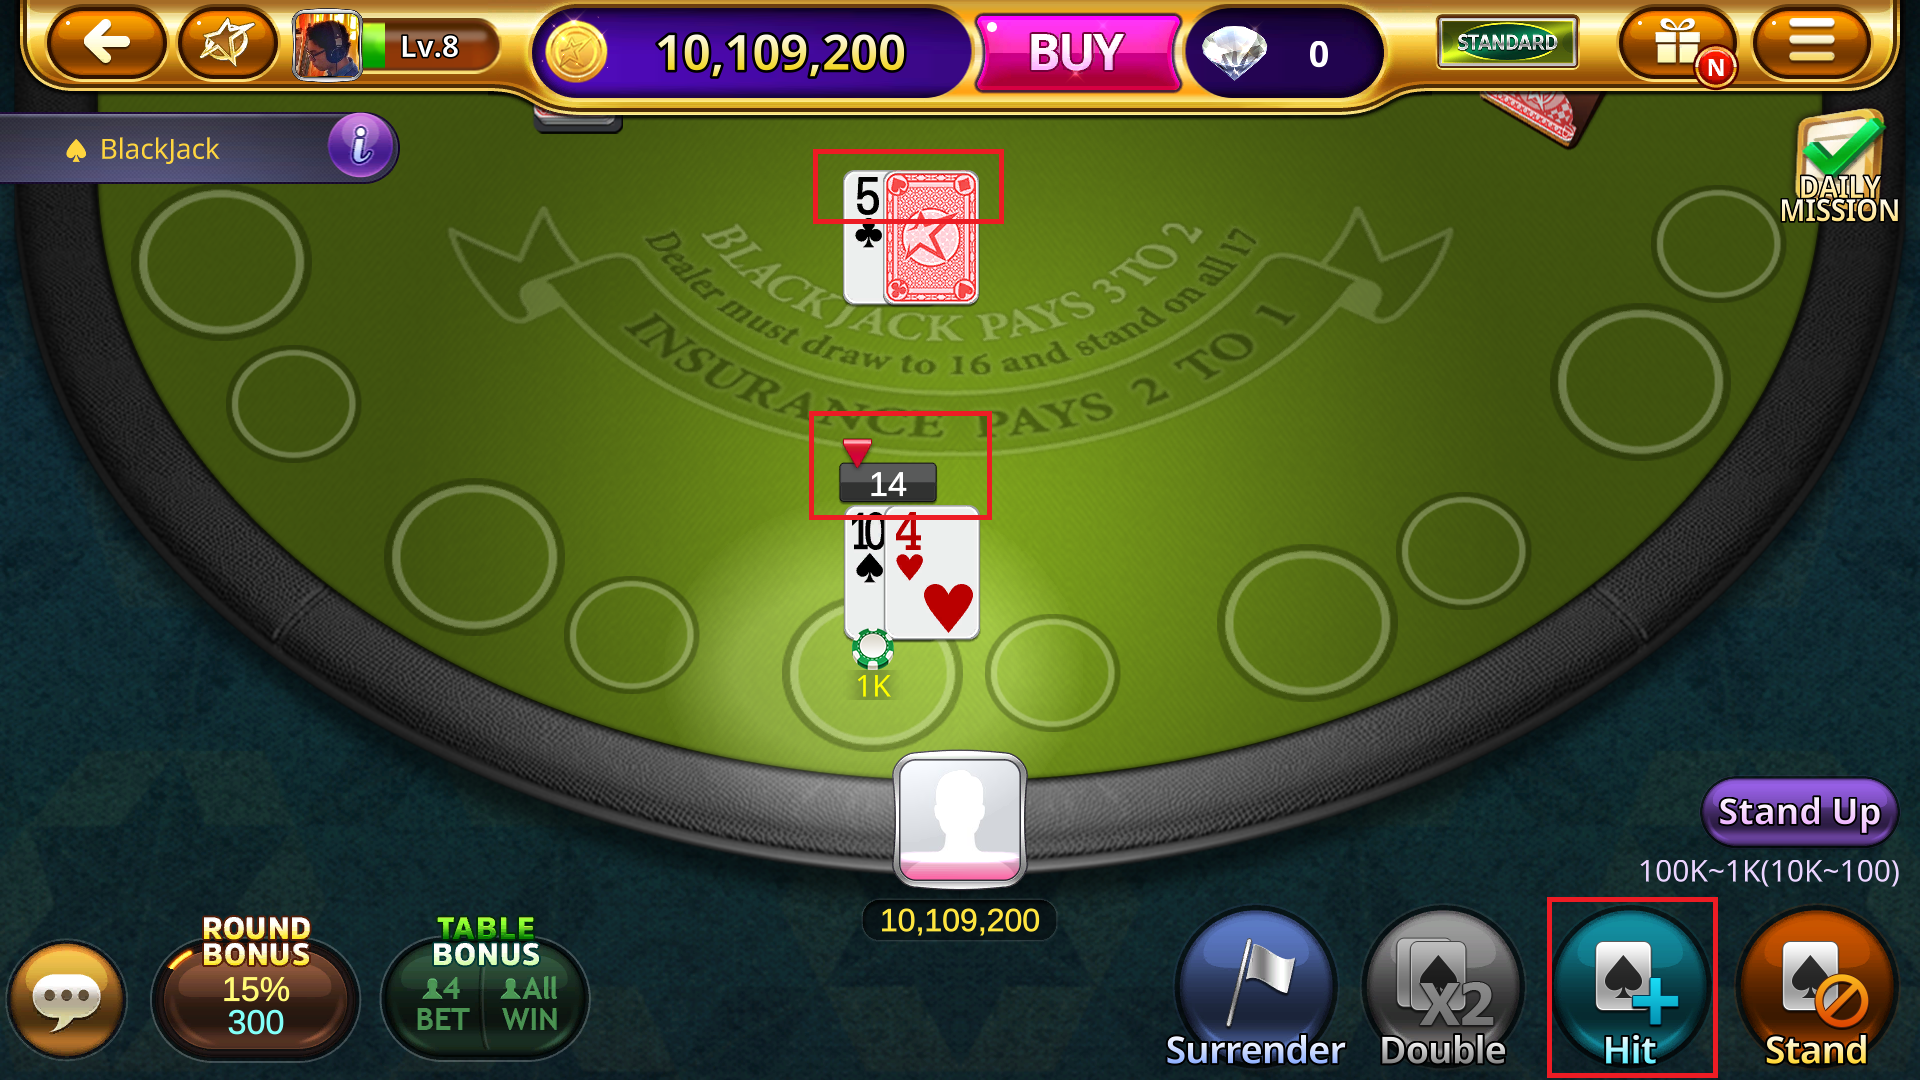 Lv.8
10,109,200
BUY
0
STANDARD
N
BlackJack
i
DAILY
MISSION
5
BLACKJACK PAYS 3 TO 2
Dealer must draw to 16 and stand on all 17
INSURANCE PAYS 2 TO 1
14
10
4
1K
Stand Up
100K~1K(10K~100)
10,109,200
ROUND
BONUS
15%
300
TABLE
BONUS
4 All
BET WIN
Surrender
X2
Double
Hit
Stand